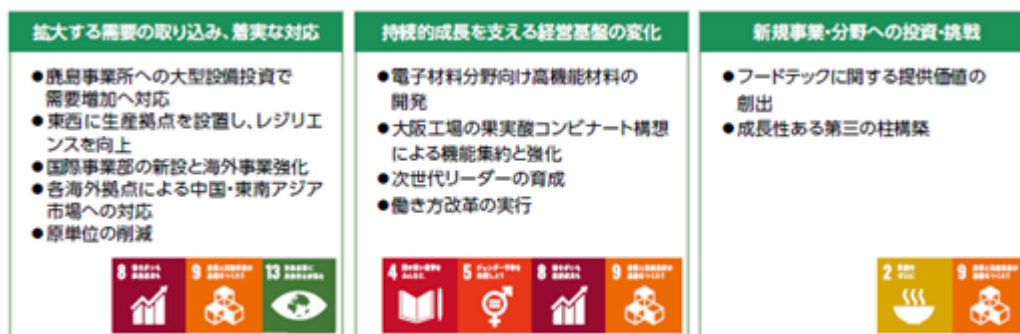 拡大する需要の取り込み、着実な対応
●鹿島事業所への大型設備投資で
需要増加へ対応
●東西に生産拠点を設置し、レジリエ
ンスを向上
●国際事業部の新設と海外事業強化
●各海外拠点による中国・東南アジア
市場への対応
●原単位の削減
8
9
13
持続的成長を支える経営基盤の変化
●電子材料分野向け高機能材料の
開発
●大阪工場の果実酸コンビナート構想
による機能集約と強化
●次世代リーダーの育成
●働き方改革の実行
4
5
8
9
新規事業・分野への投資・挑戦
●フードテックに関する提供価値の
創出
●成長性ある第三の柱構築
2
9